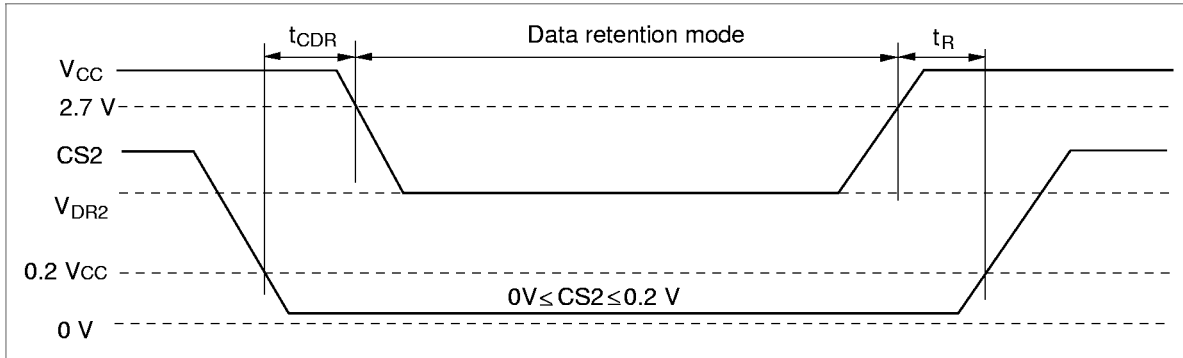 tCDR Data retention mode tR
VCC
2.7 V
CS2
VDR2
0.2 VCC
0V ≤ CS2 ≤ 0.2 V
0 V